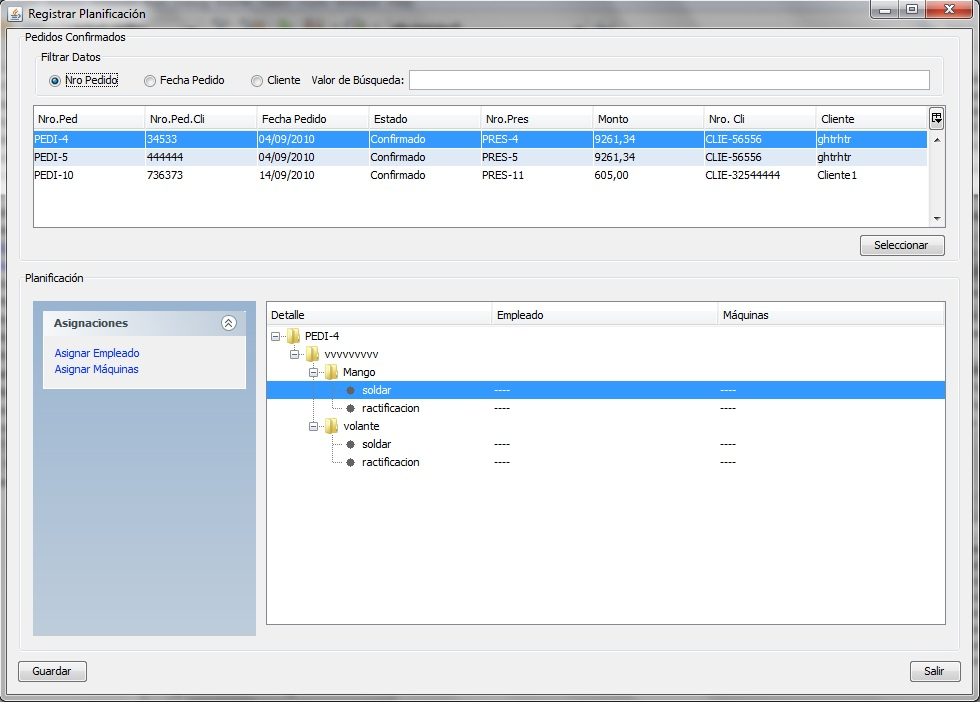 Registrar Planificación
Pedidos Confirmados
Filtrar Datos
Nro Pedido Fecha Pedido Cliente Valor de Búsqueda:
Nro.Ped Nro.Ped.Cli Fecha Pedido Estado Nro.Pres Monto Nro. Cli Cliente
PEDI-4 34533 04/09/2010 Confirmado PRES-4 9261,34 CLIE-56556 ghtrhtr
PEDI-5 444444 04/09/2010 Confirmado PRES-5 9261,34 CLIE-56556 ghtrhtr
PEDI-10 736373 14/09/2010 Confirmado PRES-11 605,00 CLIE-32544444 Cliente1
Seleccionar
Planificación
Asignaciones
Asignar Empleado
Asignar Máquinas
Detalle Empleado Máquinas
PEDI-4
vvvvvvvvv
Mango
soldar ---- ----
ractificacion ---- ----
volante
soldar ---- ----
ractificacion ---- ----
Guardar Salir